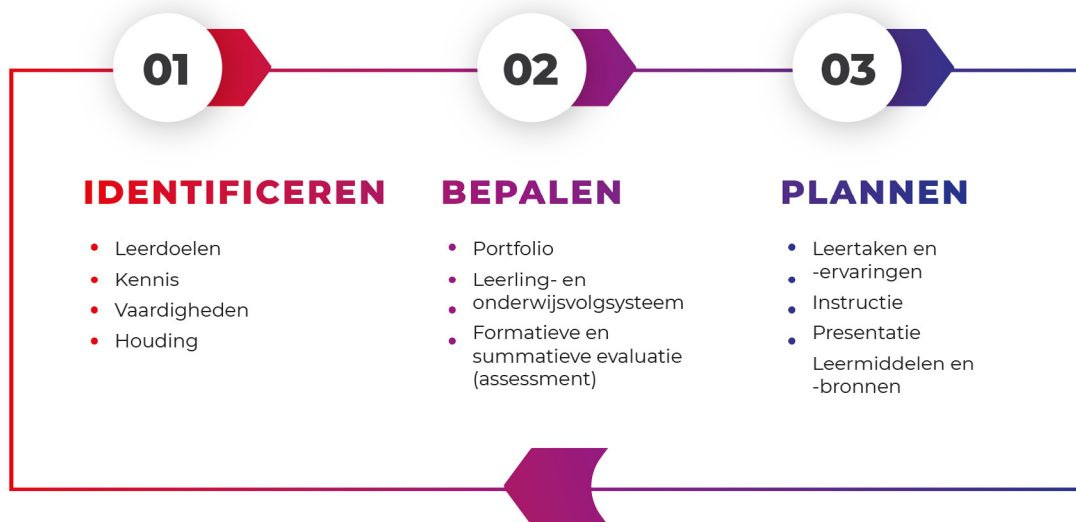 01
02
03
IDENTIFICEREN
Leerdoelen
Kennis
Vaardigheden
Houding
BEPALEN
Portfolio
Leerling- en
onderwijsvolgsysteem
Formatieve en
summatieve evaluatie
(assessment)
PLANNEN
Leertaken en
-ervaringen
Instructie
Presentatie
Leermiddelen en
-bronnen